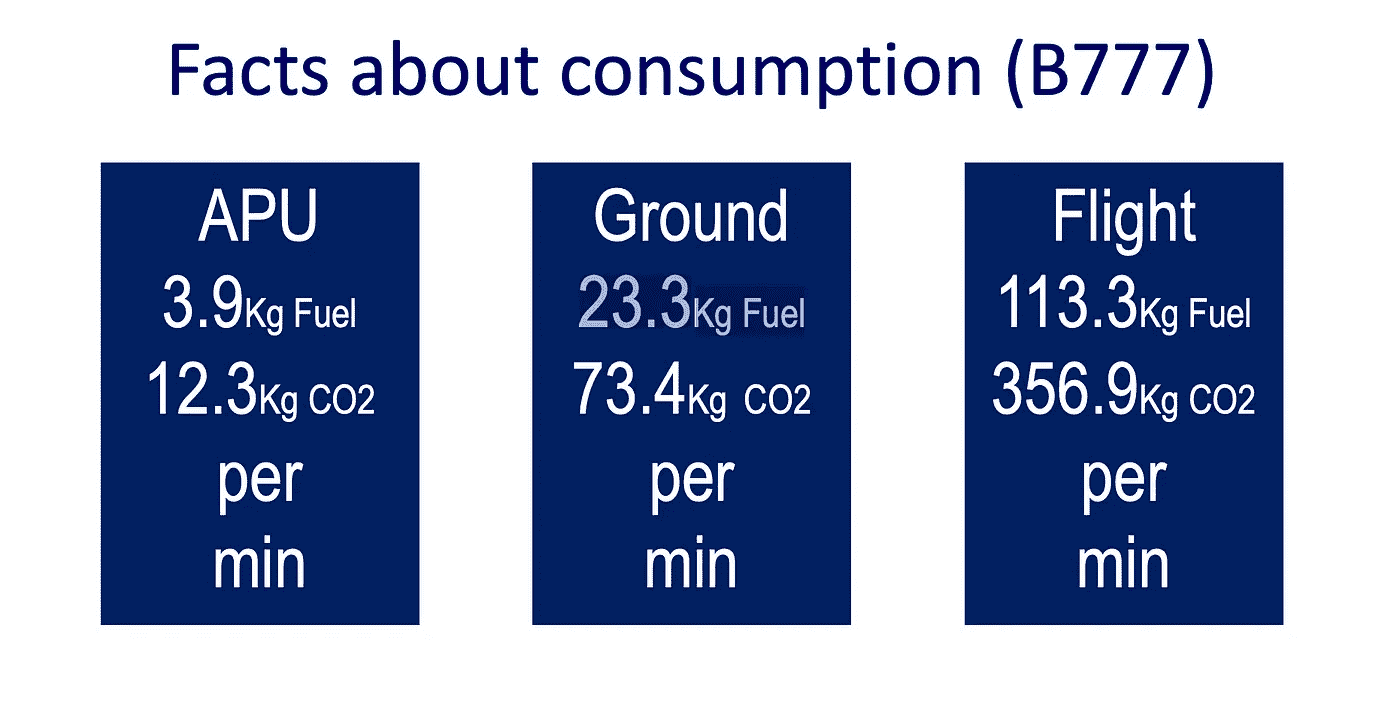 Facts about consumption (B777)
APU
3.9Kg Fuel
12.3Kg CO2
per
min
Ground
23.3Kg Fuel
73.4Kg CO2
per
min
Flight
113.3Kg Fuel
356.9Kg CO2
per
min